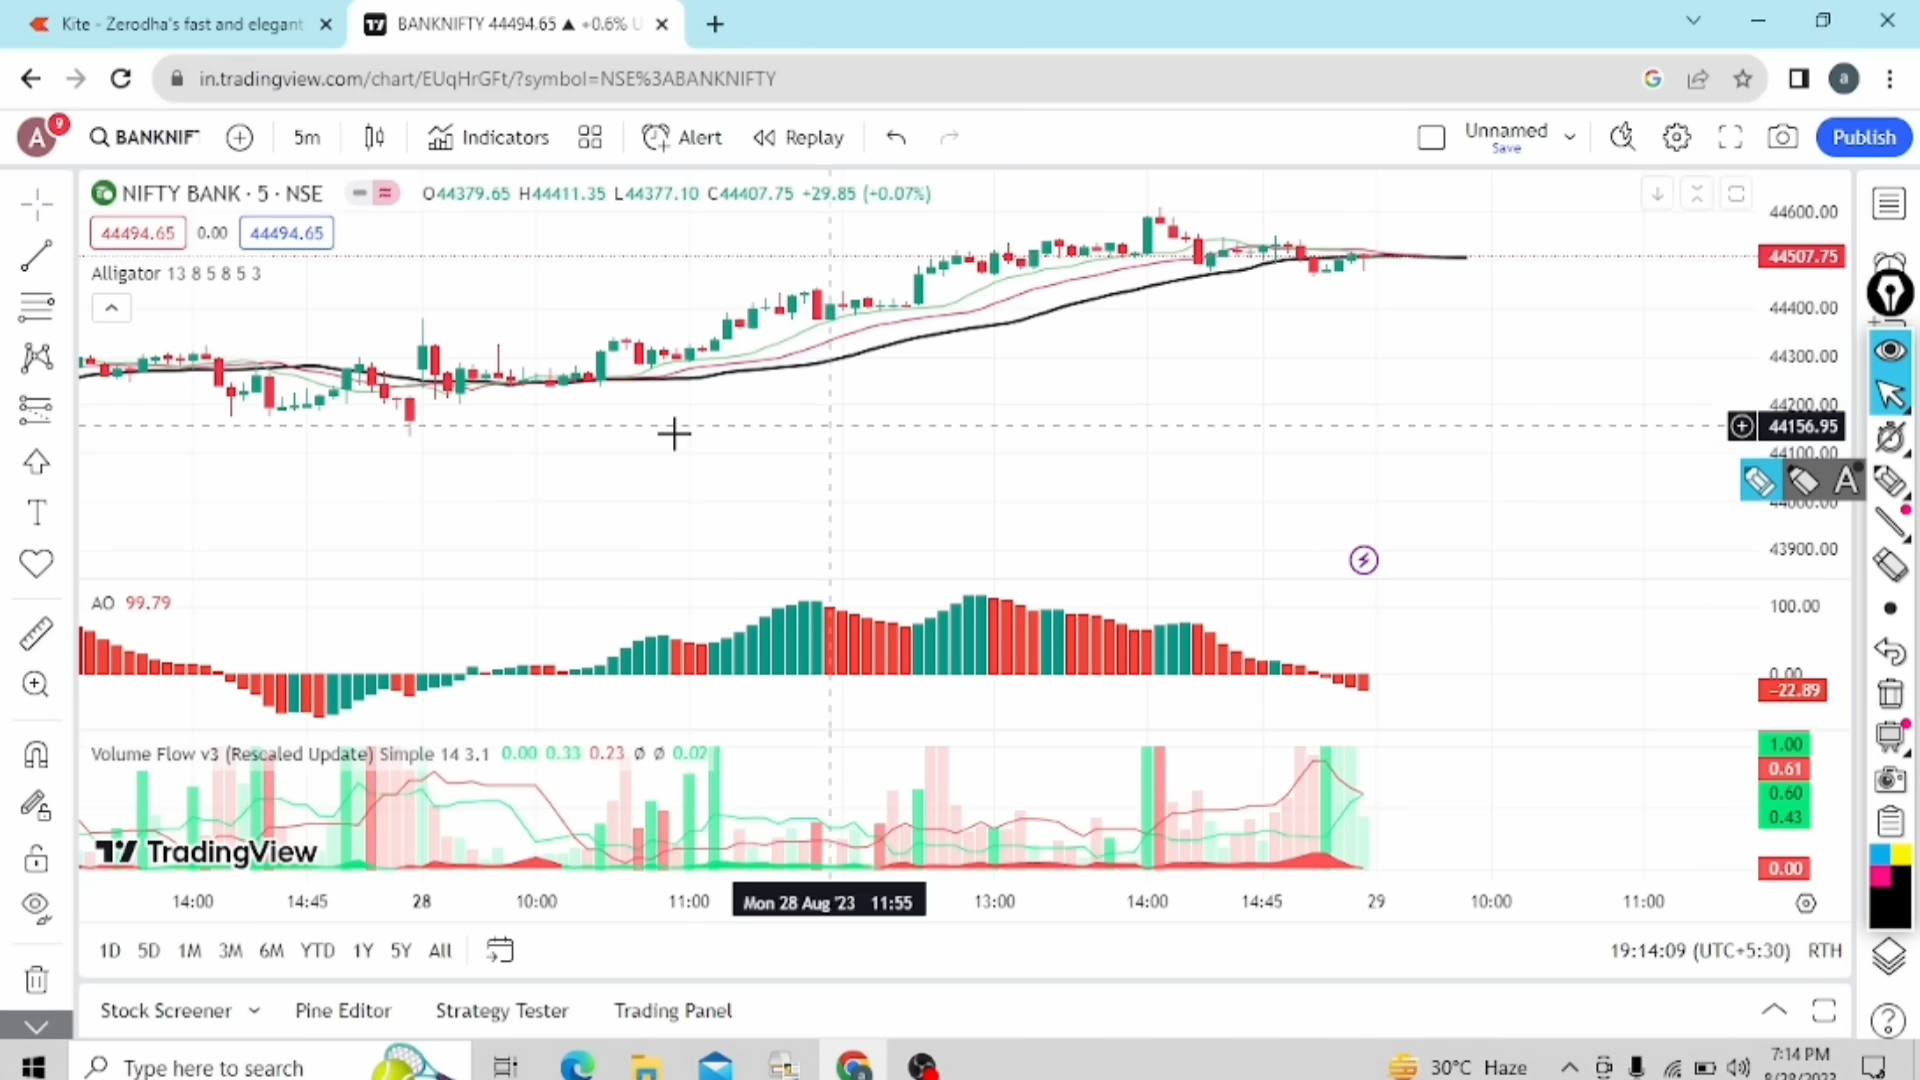 Kite - Zerodha's fast and elegant
BANKNIFTY 44494.65 ▲ +0.6% U
in.tradingview.com/chart/EUqHrGFt/?symbol=NSE%3ABANKNIFTY
A 9
BANKNIF
5m
Indicators
Alert
Replay
Unnamed
Save
Publish
NIFTY BANK · 5 · NSE
O44379.65 H44411.35 L44377.10 C44407.75 +29.85 (+0.07%)
44494.65 0.00 44494.65
Alligator 13 8 5 8 5 3
44600.00
44507.75
44400.00
44300.00
44200.00
44156.95
44100.00
44000.00
43900.00
AO 99.79
100.00
0.00
−22.89
Volume Flow v3 (Rescaled Update) Simple 14 3.1 0.00 0.33 0.23 ∅ ∅ 0.02
1.00
0.61
0.60
0.43
0.00
TradingView
14:00 14:45 28 10:00 11:00 Mon 28 Aug '23 11:55 13:00 14:00 14:45 29 10:00 11:00
1D 5D 1M 3M 6M YTD 1Y 5Y All
19:14:09 (UTC+5:30) RTH
Stock Screener Pine Editor Strategy Tester Trading Panel
Type here to search
30°C Haze
7:14 PM
8/28/2023